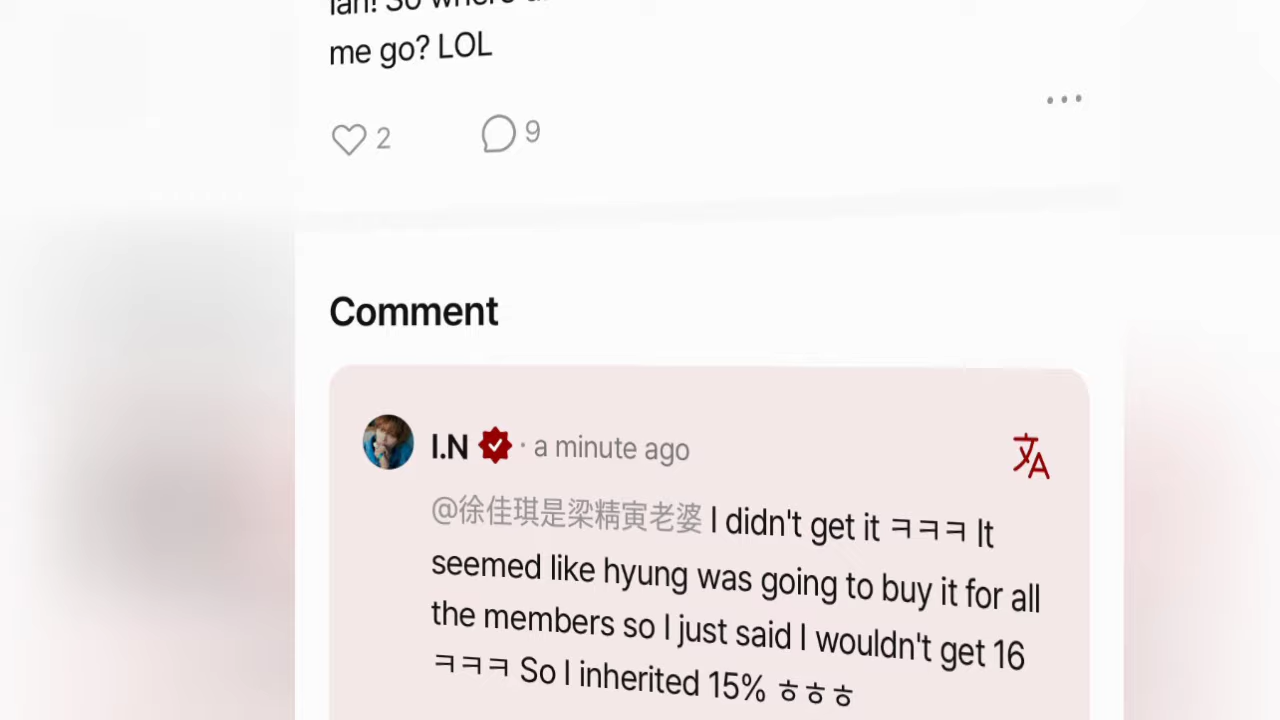 me go? LOL
2 9
Comment
I.N · a minute ago
@徐佳琪是梁精寅老婆 I didn't get it ㅋㅋㅋ It
seemed like hyung was going to buy it for all
the members so I just said I wouldn't get 16
ㅋㅋㅋ So I inherited 15% ㅎㅎㅎ